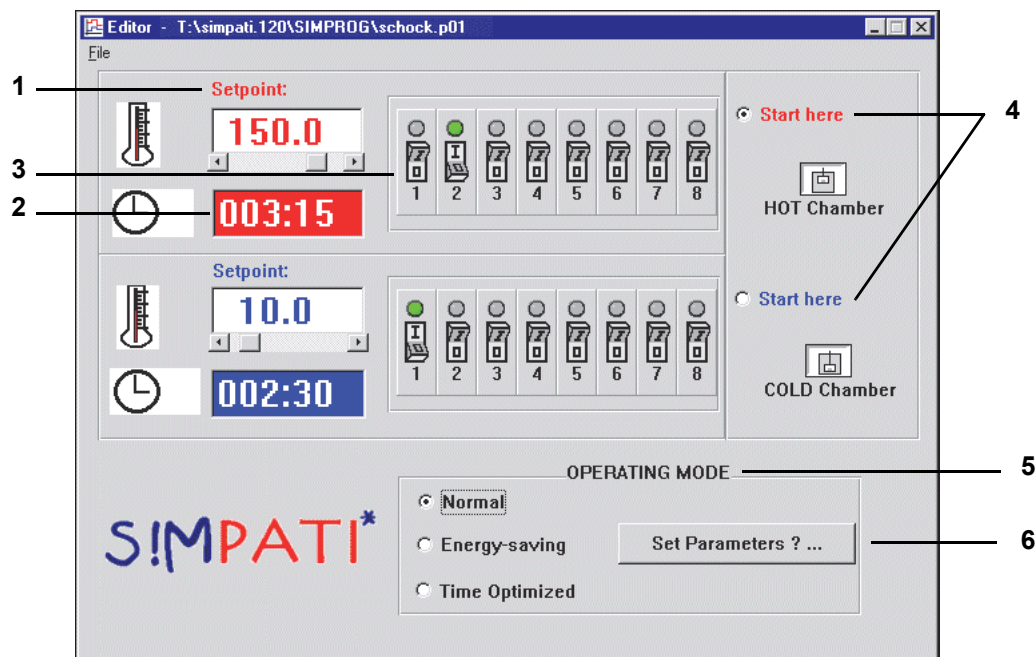 Editor - T:\simpati.120\SIMPROG\schock.p01
File
1
Setpoint:
150.0
2
003:15
3
1 2 3 4 5 6 7 8
Start here
4
HOT Chamber
Setpoint:
10.0
002:30
1 2 3 4 5 6 7 8
Start here
COLD Chamber
S!MPATI*
OPERATING MODE
5
Normal
Energy-saving
Time Optimized
Set Parameters ? ...
6